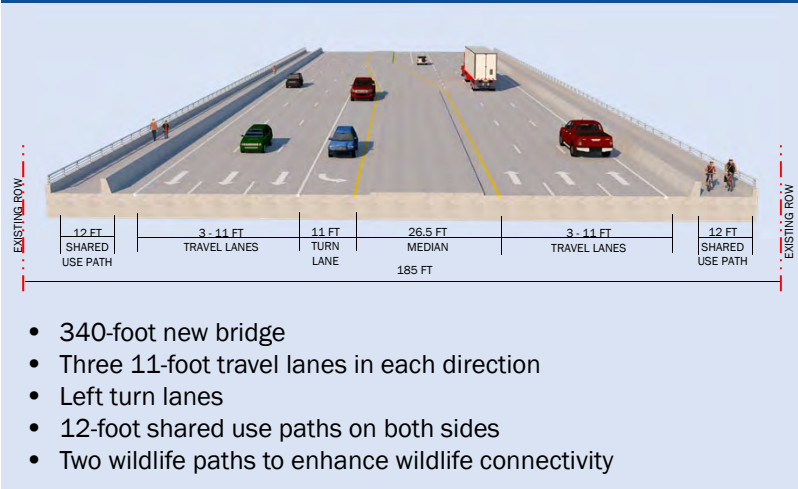 EXISTING ROW
EXISTING ROW
12 FT
SHARED
USE PATH
3 - 11 FT
TRAVEL LANES
11 FT
TURN
LANE
26.5 FT
MEDIAN
3 - 11 FT
TRAVEL LANES
12 FT
SHARED
USE PATH
185 FT
• 340-foot new bridge
• Three 11-foot travel lanes in each direction
• Left turn lanes
• 12-foot shared use paths on both sides
• Two wildlife paths to enhance wildlife connectivity